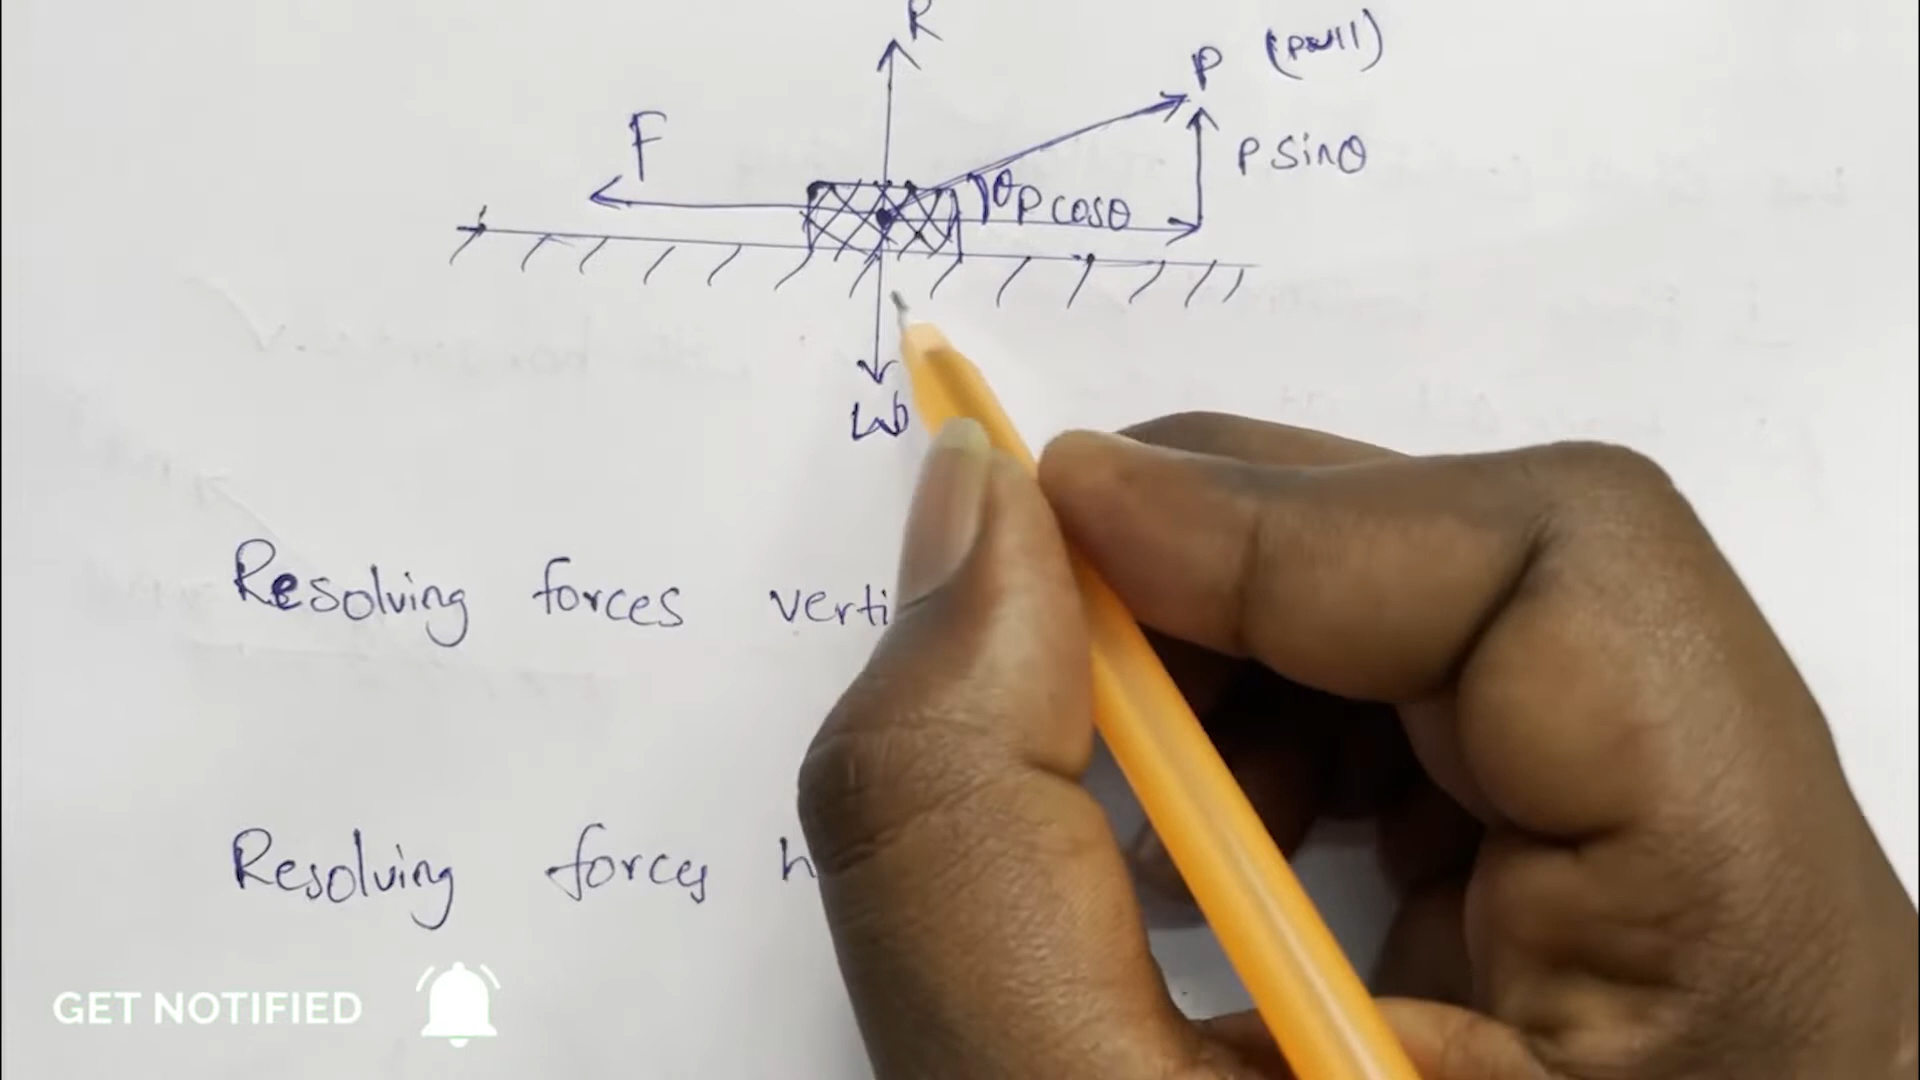 R
P (pull)
F
P sinθ
θ P cosθ
W
Resolving forces verti
Resolving forces h
GET NOTIFIED